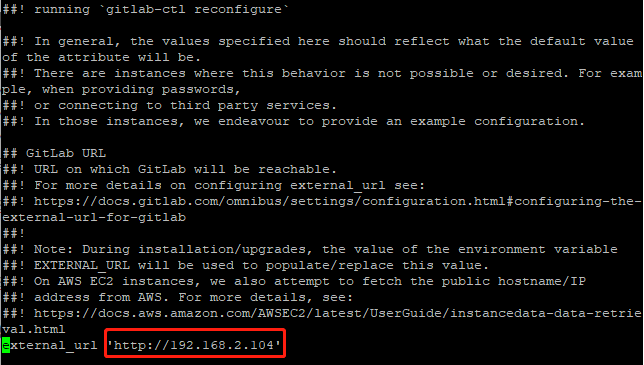 ##! running `gitlab-ctl reconfigure`
##! In general, the values specified here should reflect what the default value
of the attribute will be.
##! There are instances where this behavior is not possible or desired. For exam
ple, when providing passwords,
##! or connecting to third party services.
##! In those instances, we endeavour to provide an example configuration.
## GitLab URL
##! URL on which GitLab will be reachable.
##! For more details on configuring external_url see:
##! https://docs.gitlab.com/omnibus/settings/configuration.html#configuring-the-
external-url-for-gitlab
##!
##! Note: During installation/upgrades, the value of the environment variable
##! EXTERNAL_URL will be used to populate/replace this value.
##! On AWS EC2 instances, we also attempt to fetch the public hostname/IP
##! address from AWS. For more details, see:
##! https://docs.aws.amazon.com/AWSEC2/latest/UserGuide/instancedata-data-retrie
val.html
external_url 'http://192.168.2.104'